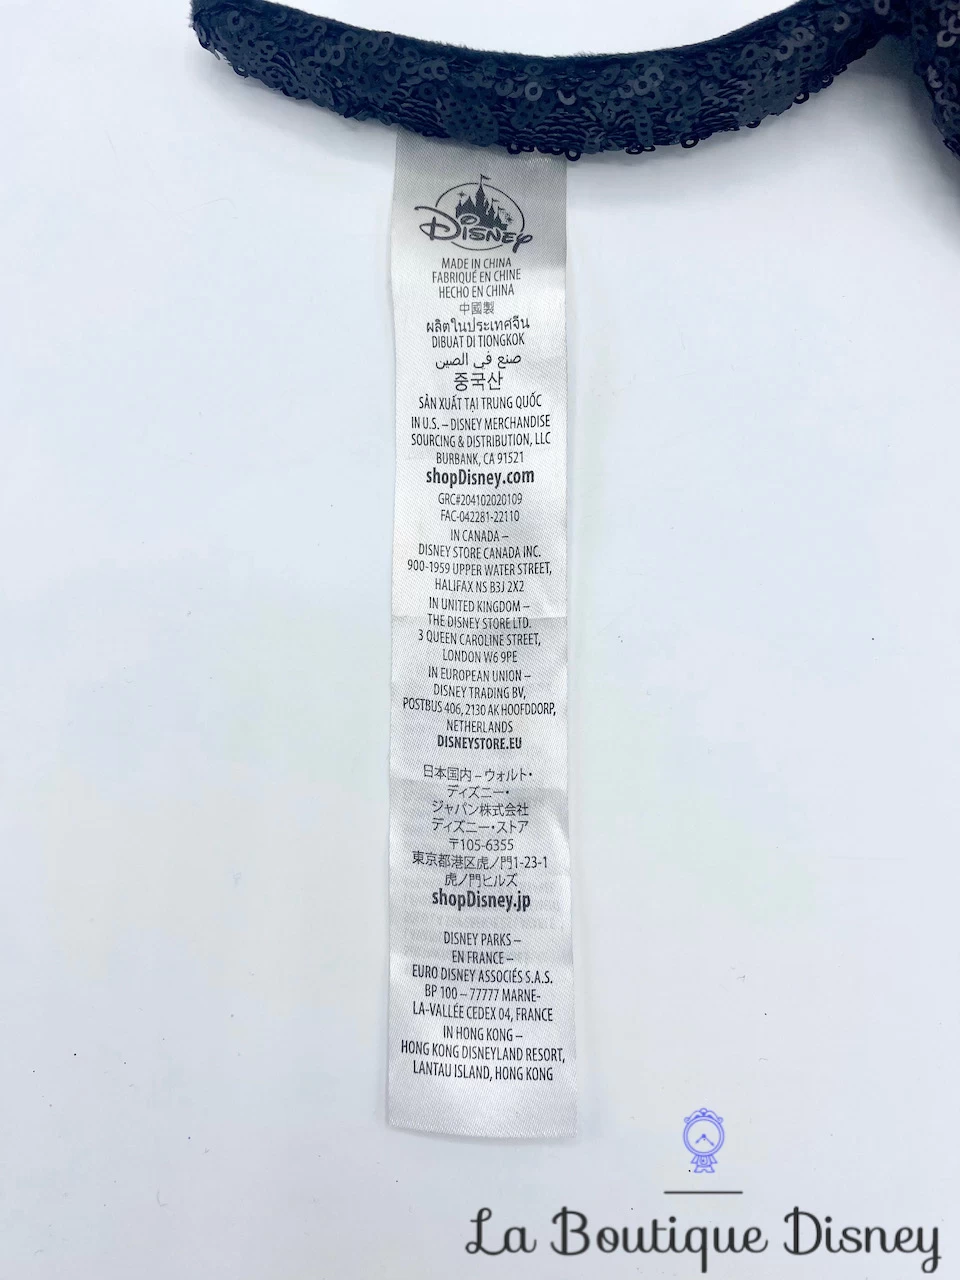 Disney
MADE IN CHINA
FABRIQUÉ EN CHINE
HECHO EN CHINA
中國製
ผลิตในประเทศจีน
DIBUAT DI TIONGKOK
صنع في الصين
중국산
SẢN XUẤT TẠI TRUNG QUỐC
IN U.S. – DISNEY MERCHANDISE
SOURCING & DISTRIBUTION, LLC
BURBANK, CA 91521
shopDisney.com
GRC#204102020109
FAC-042281-22110
IN CANADA –
DISNEY STORE CANADA INC.
900-1959 UPPER WATER STREET,
HALIFAX NS B3J 2X2
IN UNITED KINGDOM –
THE DISNEY STORE LTD.
3 QUEEN CAROLINE STREET,
LONDON W6 9PE
IN EUROPEAN UNION –
DISNEY TRADING BV,
POSTBUS 406, 2130 AK HOOFDDORP,
NETHERLANDS
DISNEYSTORE.EU
日本国内 – ウォルト・
ディズニー・
ジャパン株式会社
ディズニー・ストア
〒105-6355
東京都港区虎ノ門1-23-1
虎ノ門ヒルズ
shopDisney.jp
DISNEY PARKS –
EN FRANCE –
EURO DISNEY ASSOCIÉS S.A.S.
BP 100 – 77777 MARNE-
LA-VALLÉE CEDEX 04, FRANCE
IN HONG KONG –
HONG KONG DISNEYLAND RESORT,
LANTAU ISLAND, HONG KONG
La Boutique Disney